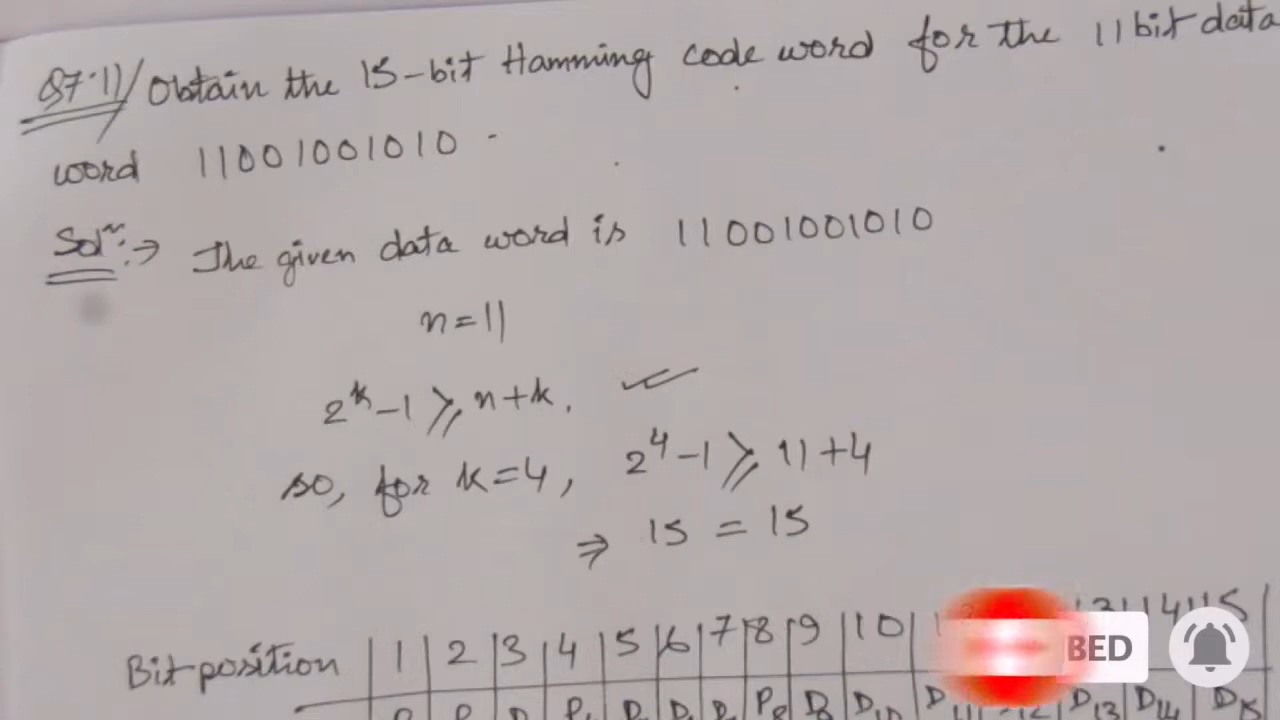 Q7.11/ Obtain the 15-bit Hamming code word for the 11 bit data
word 11001001010.
Solⁿ:→ The given data word is 11001001010
n=11
2^k-1 ≥ n+k,
so, for k=4, 2^4-1 ≥ 11+4
⇒ 15 = 15
Bit position | 1 | 2 | 3 | 4 | 5 | 6 | 7 | 8 | 9 | 10 | 13 | 14 | 15 |
P8 D9 D10 D11 D13 D14 D15
BED